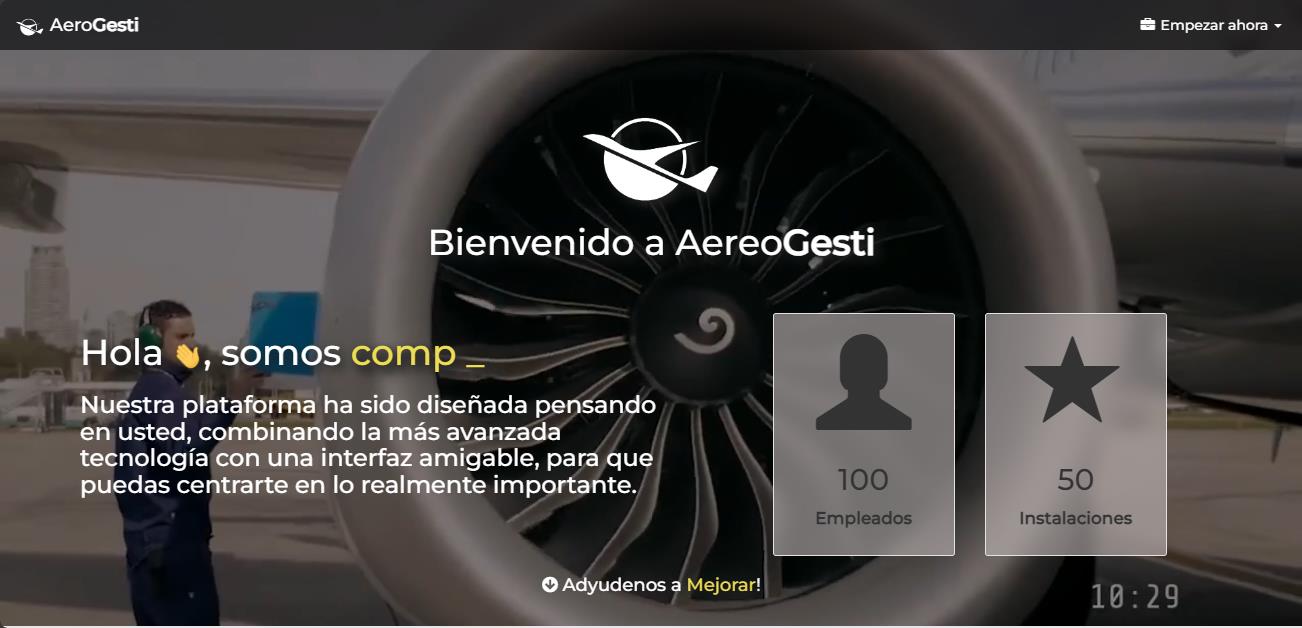 AeroGesti
Empezar ahora
Bienvenido a AereoGesti
Hola 👋, somos comp _
Nuestra plataforma ha sido diseñada pensando
en usted, combinando la más avanzada
tecnología con una interfaz amigable, para que
puedas centrarte en lo realmente importante.
100
Empleados
50
Instalaciones
Adyudenos a Mejorar!
10:29